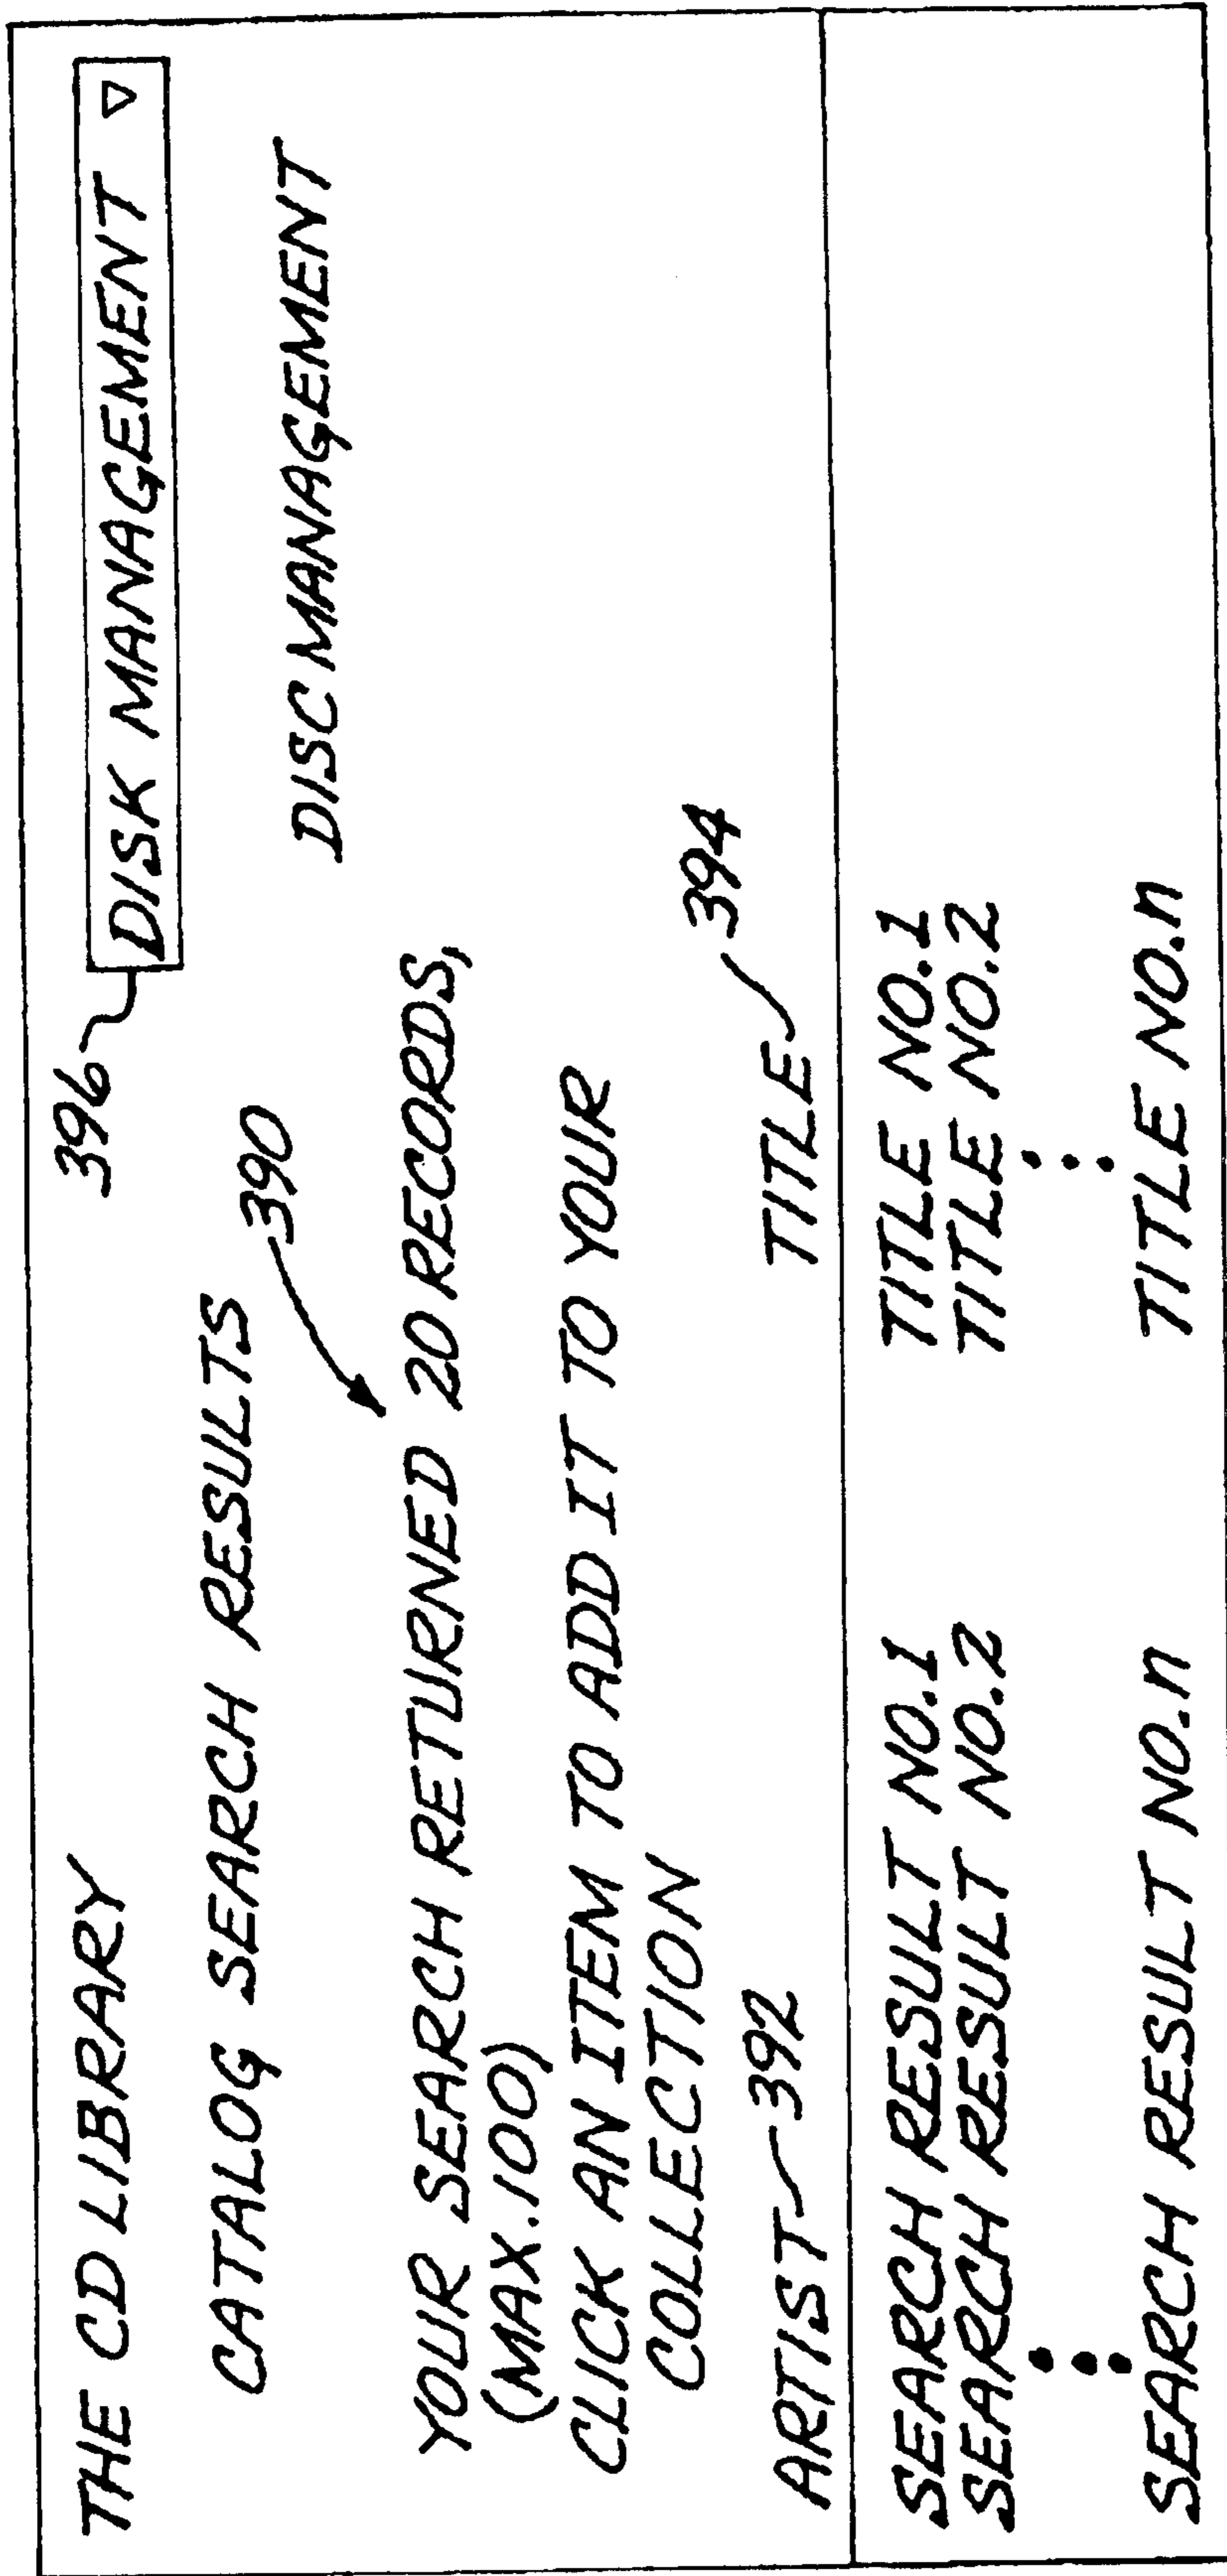 THE CD LIBRARY
396
DISK MANAGEMENT
CATALOG SEARCH RESULTS
390
DISC MANAGEMENT
YOUR SEARCH RETURNED 20 RECORDS,
(MAX.100)
CLICK AN ITEM TO ADD IT TO YOUR
COLLECTION
ARTIST 392 TITLE 394
SEARCH RESULT NO.1 TITLE NO.1
SEARCH RESULT NO.2 TITLE NO.2
SEARCH RESULT NO.n TITLE NO.n